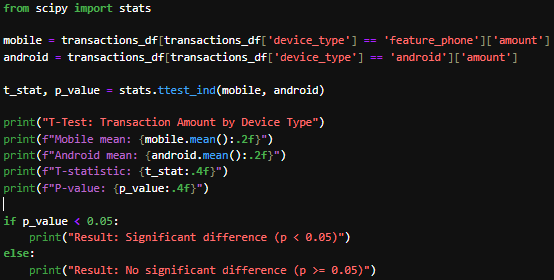 from scipy import stats
mobile = transactions_df[transactions_df['device_type'] == 'feature_phone']['amount']
android = transactions_df[transactions_df['device_type'] == 'android']['amount']
t_stat, p_value = stats.ttest_ind(mobile, android)
print("T-Test: Transaction Amount by Device Type")
print(f"Mobile mean: {mobile.mean():.2f}")
print(f"Android mean: {android.mean():.2f}")
print(f"T-statistic: {t_stat:.4f}")
print(f"P-value: {p_value:.4f}")
if p_value < 0.05:
    print("Result: Significant difference (p < 0.05)")
else:
    print("Result: No significant difference (p >= 0.05)")